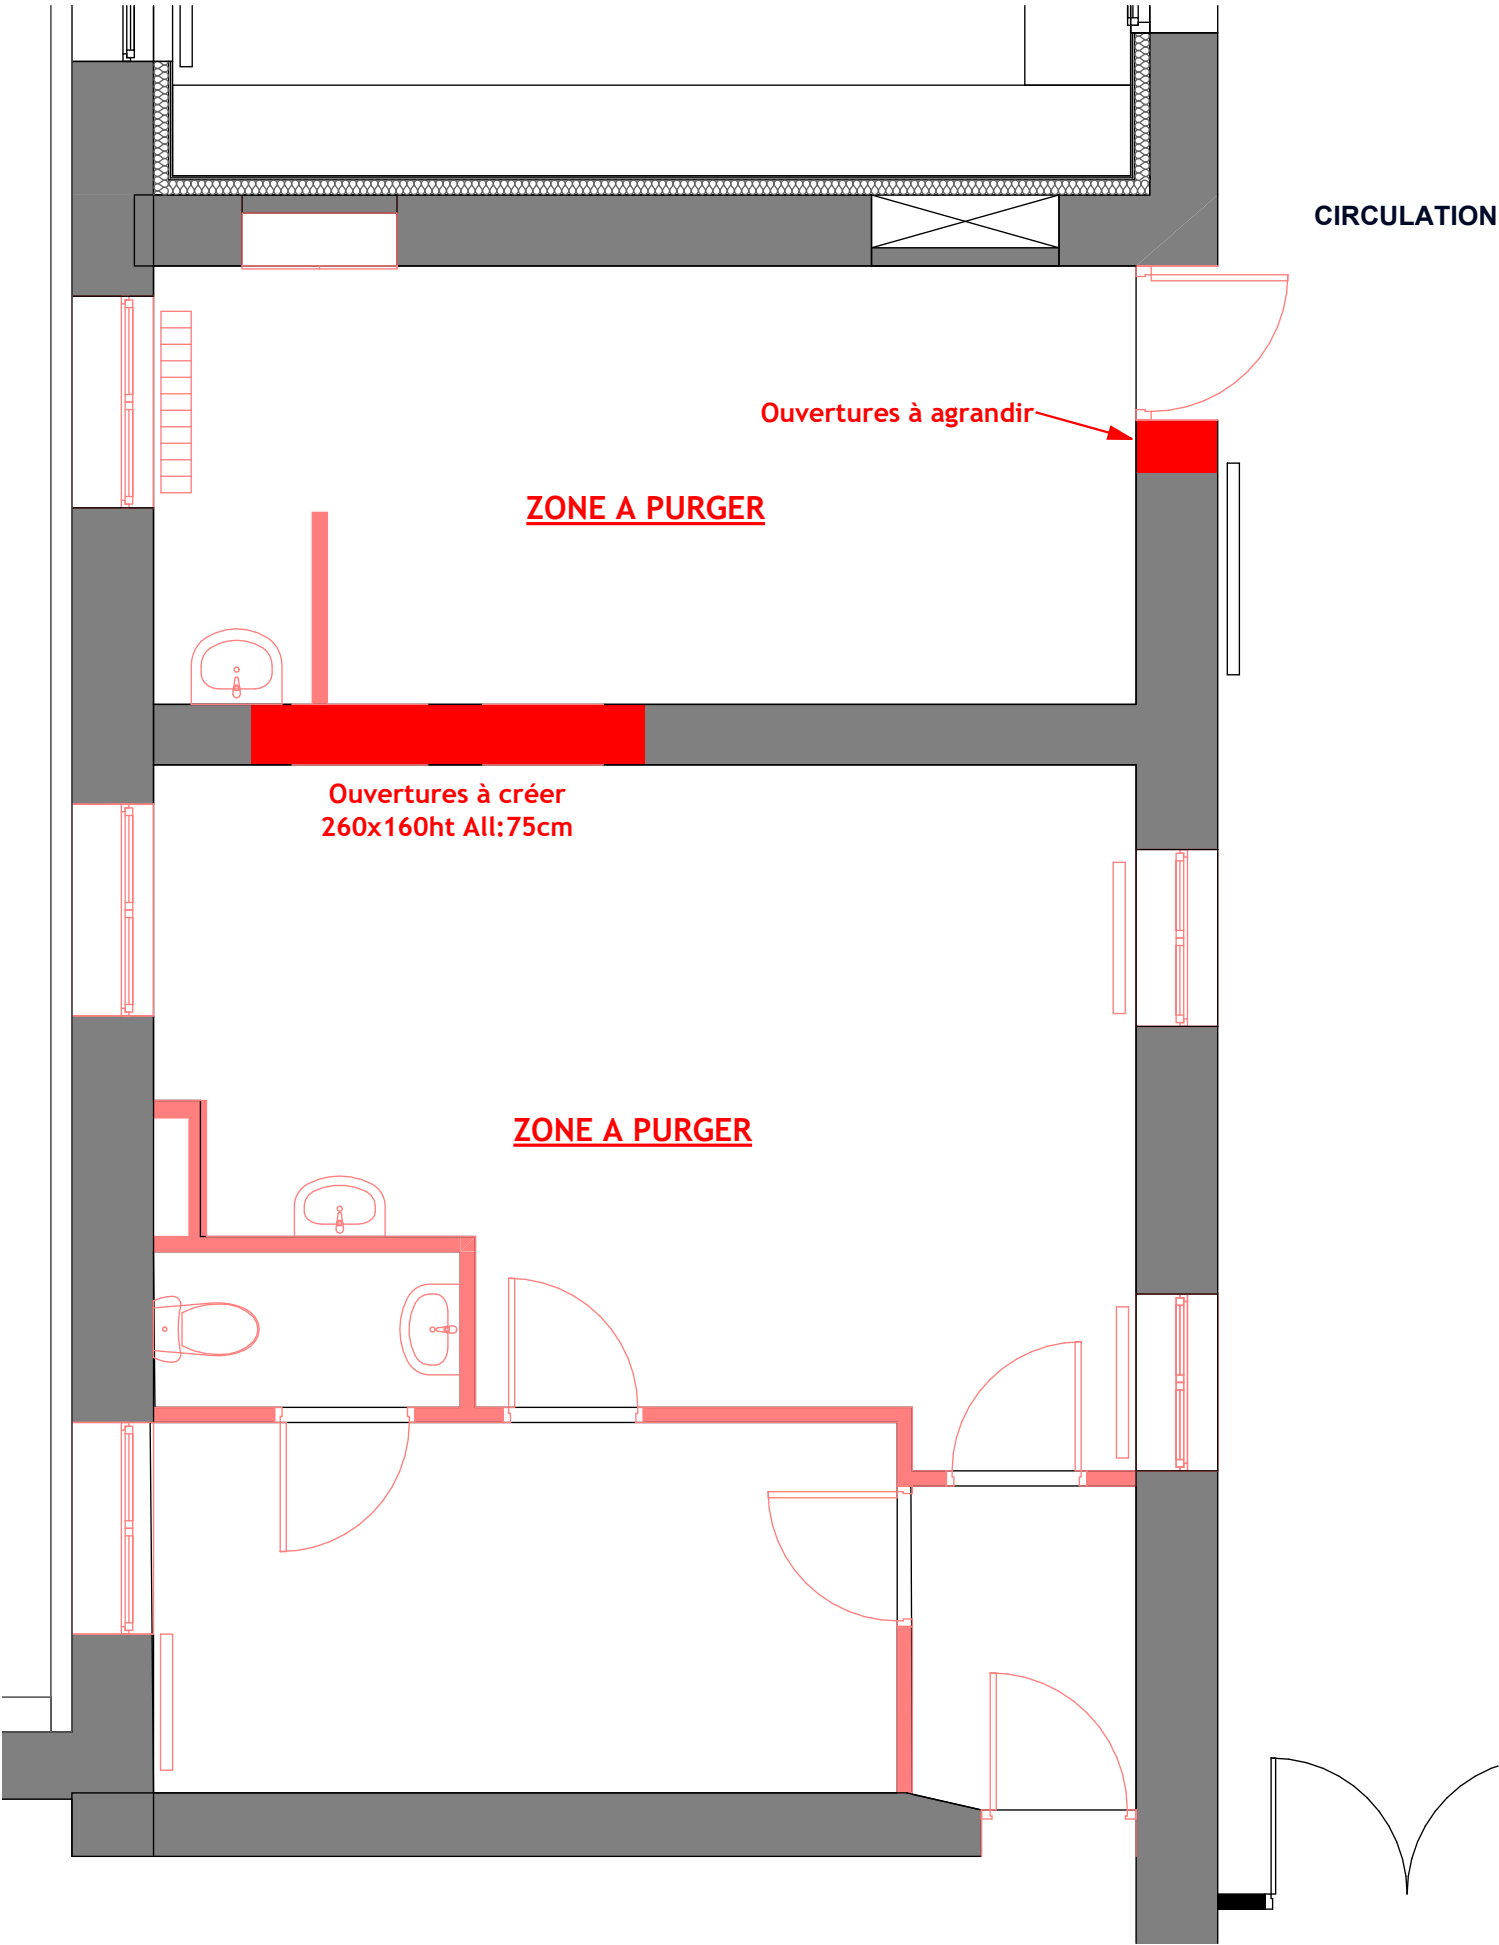 CIRCULATION
Ouvertures à agrandir
ZONE A PURGER
Ouvertures à créer
260x160ht All:75cm
ZONE A PURGER